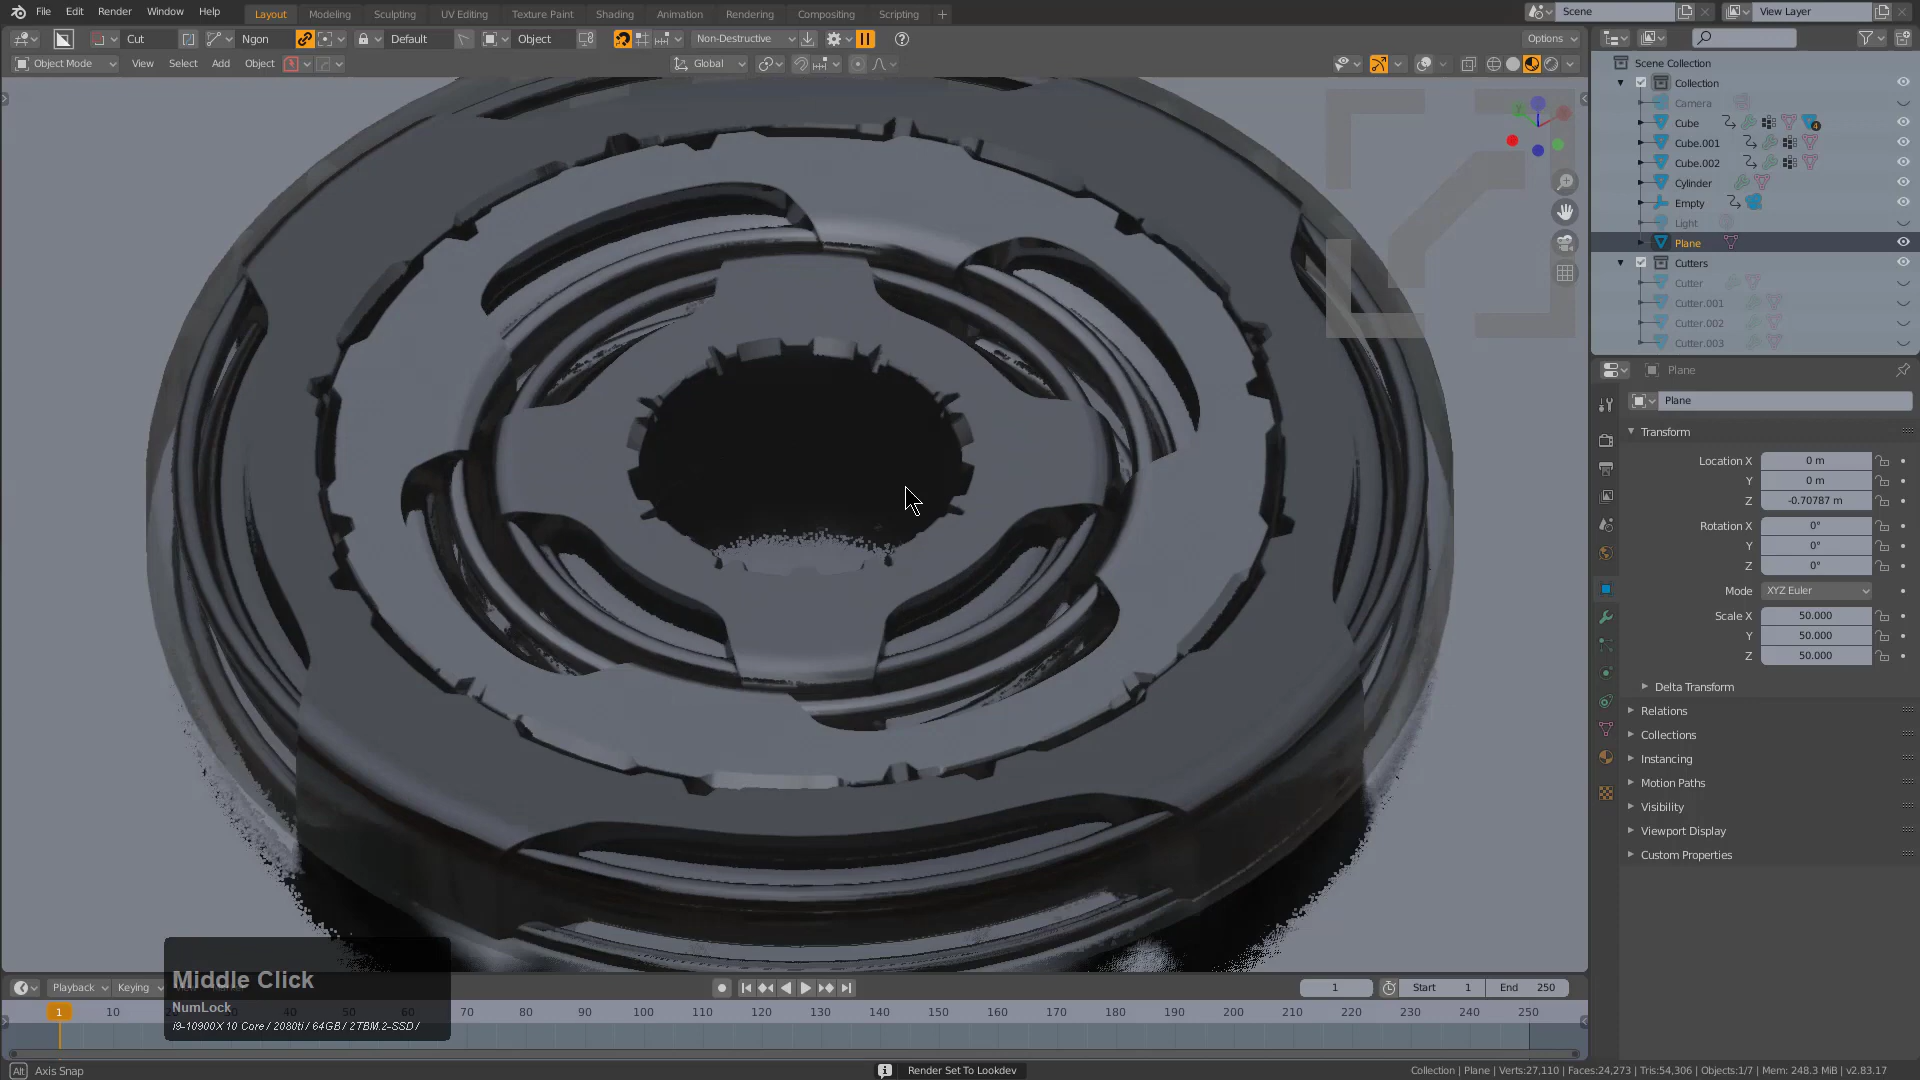 File Edit Render Window Help Layout Modeling Sculpting UV Editing Texture Paint Shading Animation Rendering Compositing Scripting + Scene View Layer
Cut Ngon Default Object Non-Destructive Options
Object Mode View Select Add Object Global
Scene Collection
Collection
Camera
Cube 4
Cube.001
Cube.002
Cylinder
Empty
Light
Plane
Cutters
Cutter
Cutter.001
Cutter.002
Cutter.003
Plane
Plane
Transform
Location X 0 m
Y 0 m
Z -0.70787 m
Rotation X 0°
Y 0°
Z 0°
Mode XYZ Euler
Scale X 50.000
Y 50.000
Z 50.000
Delta Transform
Relations
Collections
Instancing
Motion Paths
Visibility
Viewport Display
Custom Properties
Middle Click
NumLock
i9-10900X 10 Core / 2080ti / 64GB / 2TBM.2-SSD /
Playback Keying 1 Start 1 End 250
1 10 70 80 90 100 110 120 130 140 150 160 170 180 190 200 210 220 230 240 250
Alt Axis Snap Render Set To Lookdev Collection | Plane | Verts:27,110 | Faces:24,273 | Tris:54,306 | Objects:1/7 | Mem: 248.3 MiB | v2.83.17